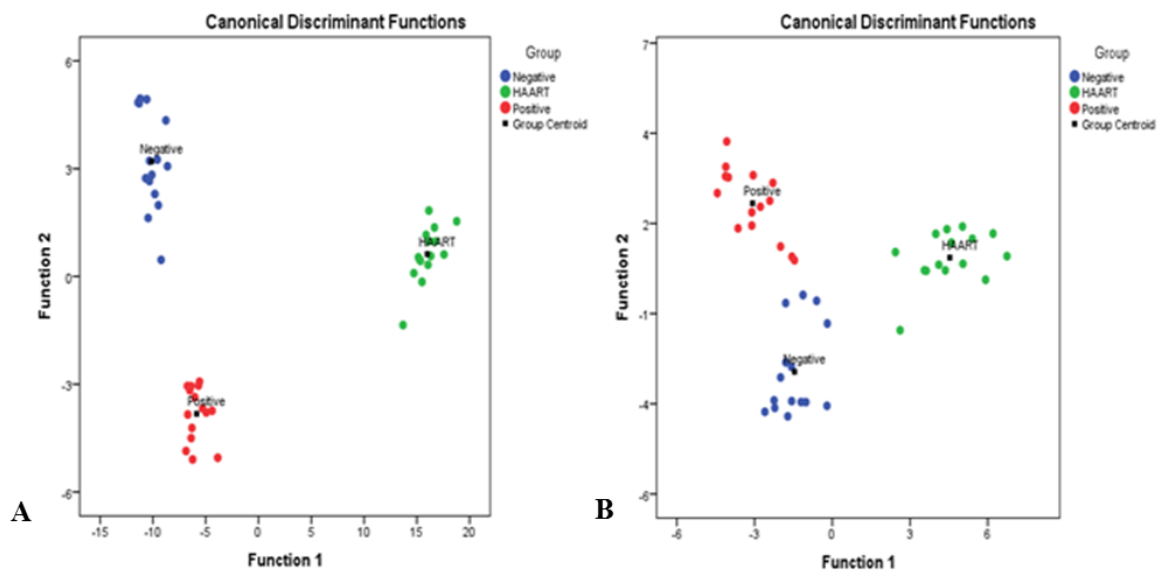 Canonical Discriminant Functions
6
3
0
-3
-6
Function 2
-15 -10 -5 0 5 10 15 20
Function 1
Negative
HAART
Positive
Group
Negative
HAART
Positive
Group Centroid
A
Canonical Discriminant Functions
7
4
2
-1
-4
-6
Function 2
-6 -3 0 3 6
Function 1
Positive
HAART
Negative
Group
Negative
HAART
Positive
Group Centroid
B